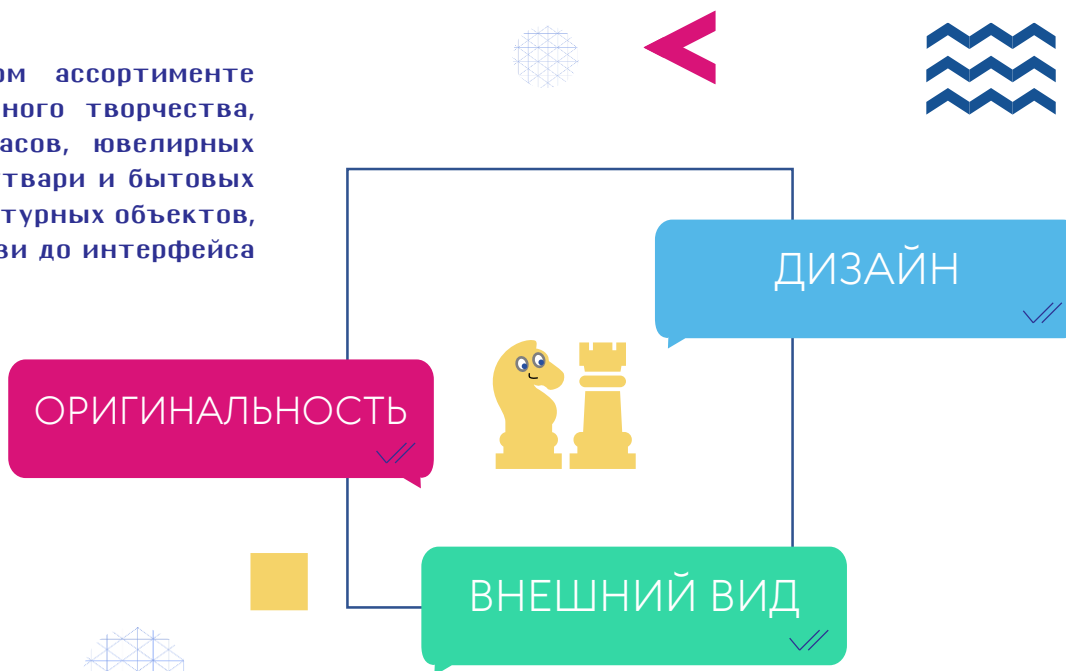 ом ассортименте
ного творчества,
асов, ювелирных
твари и бытовых
турных объектов,
ви до интерфейса
ДИЗАЙН
ОРИГИНАЛЬНОСТЬ
ВНЕШНИЙ ВИД